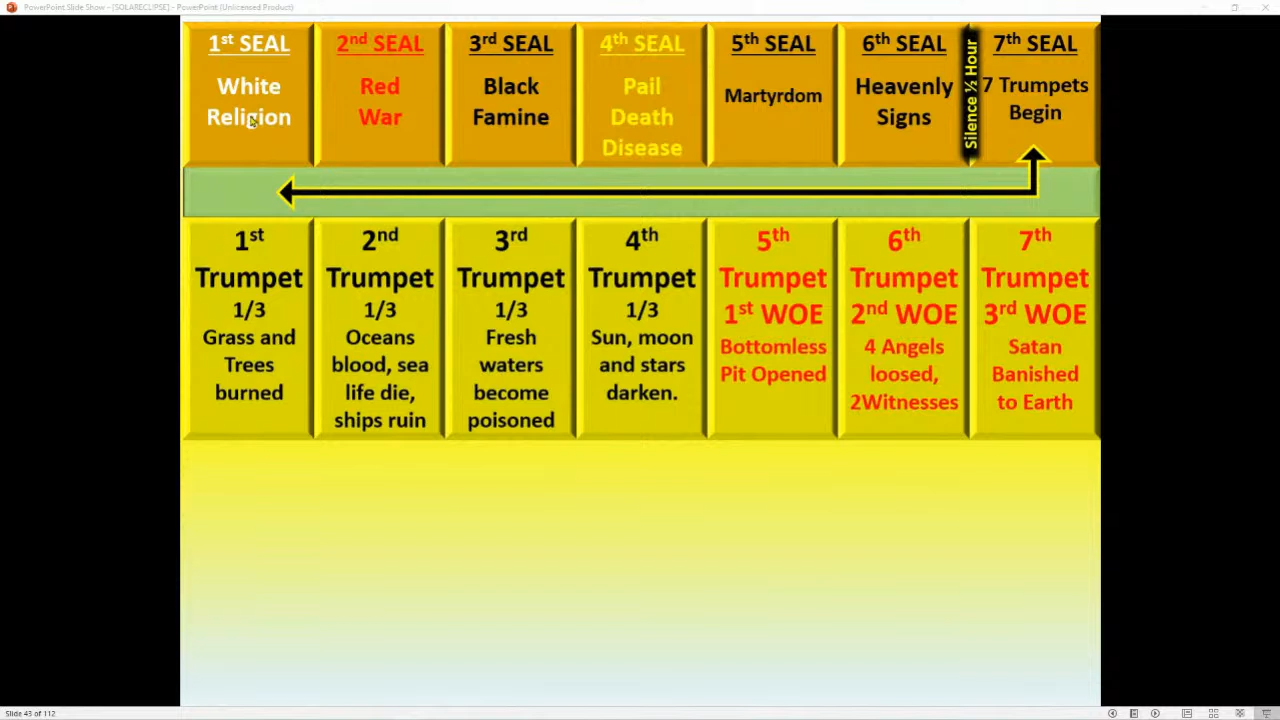 PowerPoint Slide Show - [SOLARECLIPSE] - PowerPoint (Unlicensed Product)
1st SEAL
White
Religion
2nd SEAL
Red
War
3rd SEAL
Black
Famine
4th SEAL
Pail
Death
Disease
5th SEAL
Martyrdom
6th SEAL
Heavenly
Signs
Silence ½ Hour
7th SEAL
7 Trumpets
Begin
1st
Trumpet
1/3
Grass and
Trees
burned
2nd
Trumpet
1/3
Oceans
blood, sea
life die,
ships ruin
3rd
Trumpet
1/3
Fresh
waters
become
poisoned
4th
Trumpet
1/3
Sun, moon
and stars
darken.
5th
Trumpet
1st WOE
Bottomless
Pit Opened
6th
Trumpet
2nd WOE
4 Angels
loosed,
2Witnesses
7th
Trumpet
3rd WOE
Satan
Banished
to Earth
Slide 43 of 112